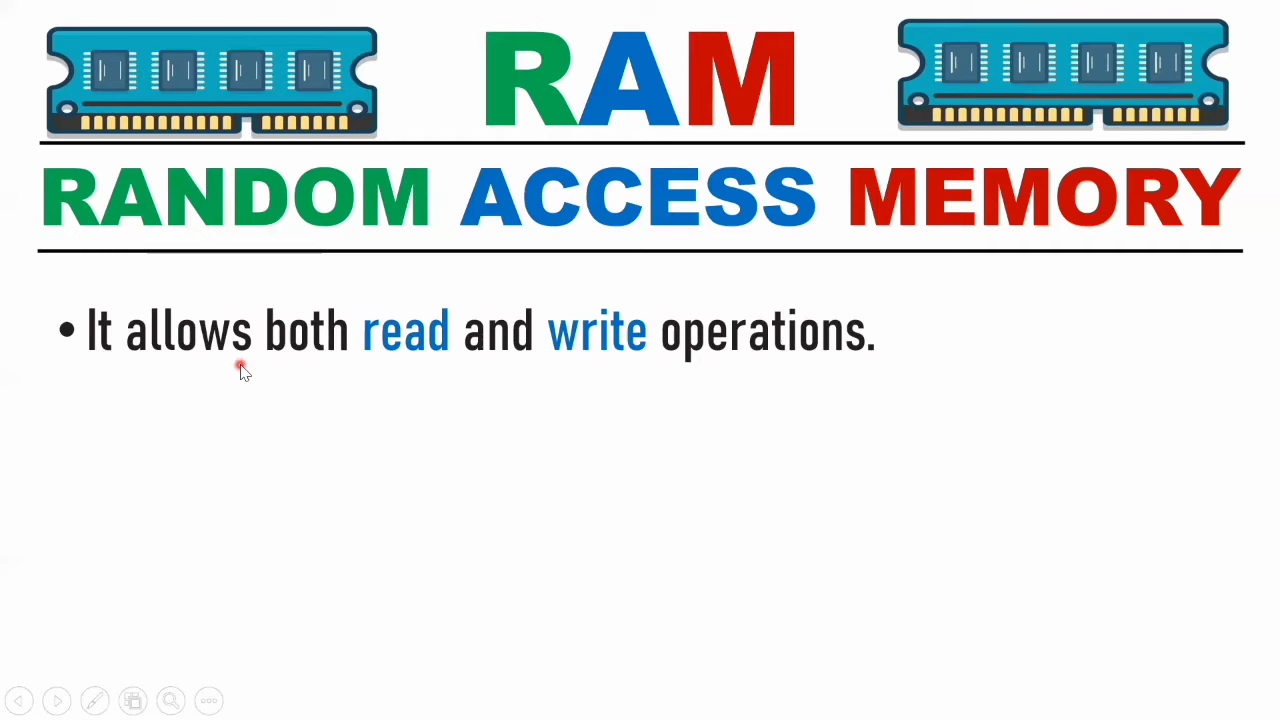 RAM
RANDOM ACCESS MEMORY
• It allows both read and write operations.